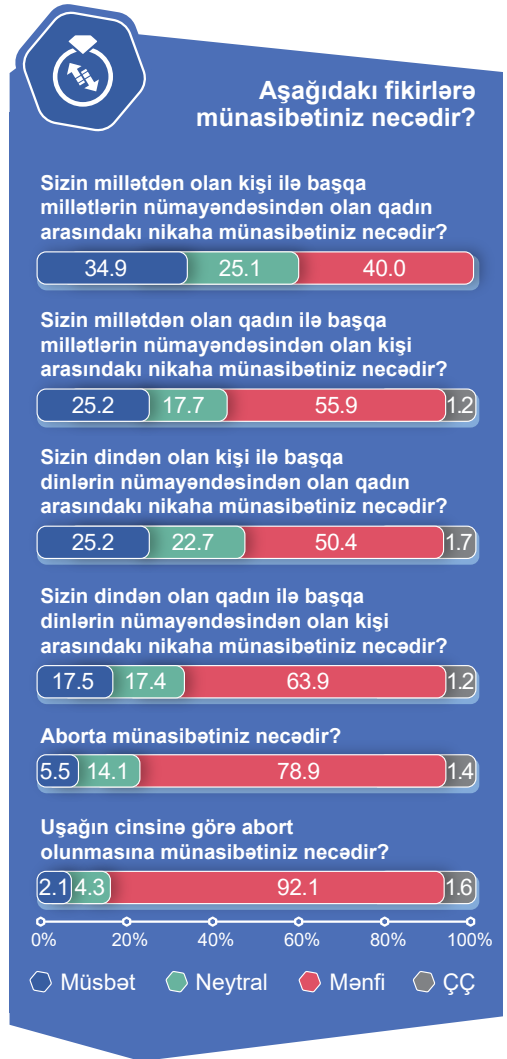 Aşağıdakı fikirlərə
münasibətiniz necədir?
Sizin millətdən olan kişi ilə başqa
millətlərin nümayəndəsindən olan qadın
arasındakı nikaha münasibətiniz necədir?
34.9 25.1 40.0
Sizin millətdən olan qadın ilə başqa
millətlərin nümayəndəsindən olan kişi
arasındakı nikaha münasibətiniz necədir?
25.2 17.7 55.9 1.2
Sizin dindən olan kişi ilə başqa
dinlərin nümayəndəsindən olan qadın
arasındakı nikaha münasibətiniz necədir?
25.2 22.7 50.4 1.7
Sizin dindən olan qadın ilə başqa
dinlərin nümayəndəsindən olan kişi
arasındakı nikaha münasibətiniz necədir?
17.5 17.4 63.9 1.2
Aborta münasibətiniz necədir?
5.5 14.1 78.9 1.4
Uşağın cinsinə görə abort
olunmasına münasibətiniz necədir?
2.1 4.3 92.1 1.6
0% 20% 40% 60% 80% 100%
Müsbət Neytral Mənfi ÇÇ